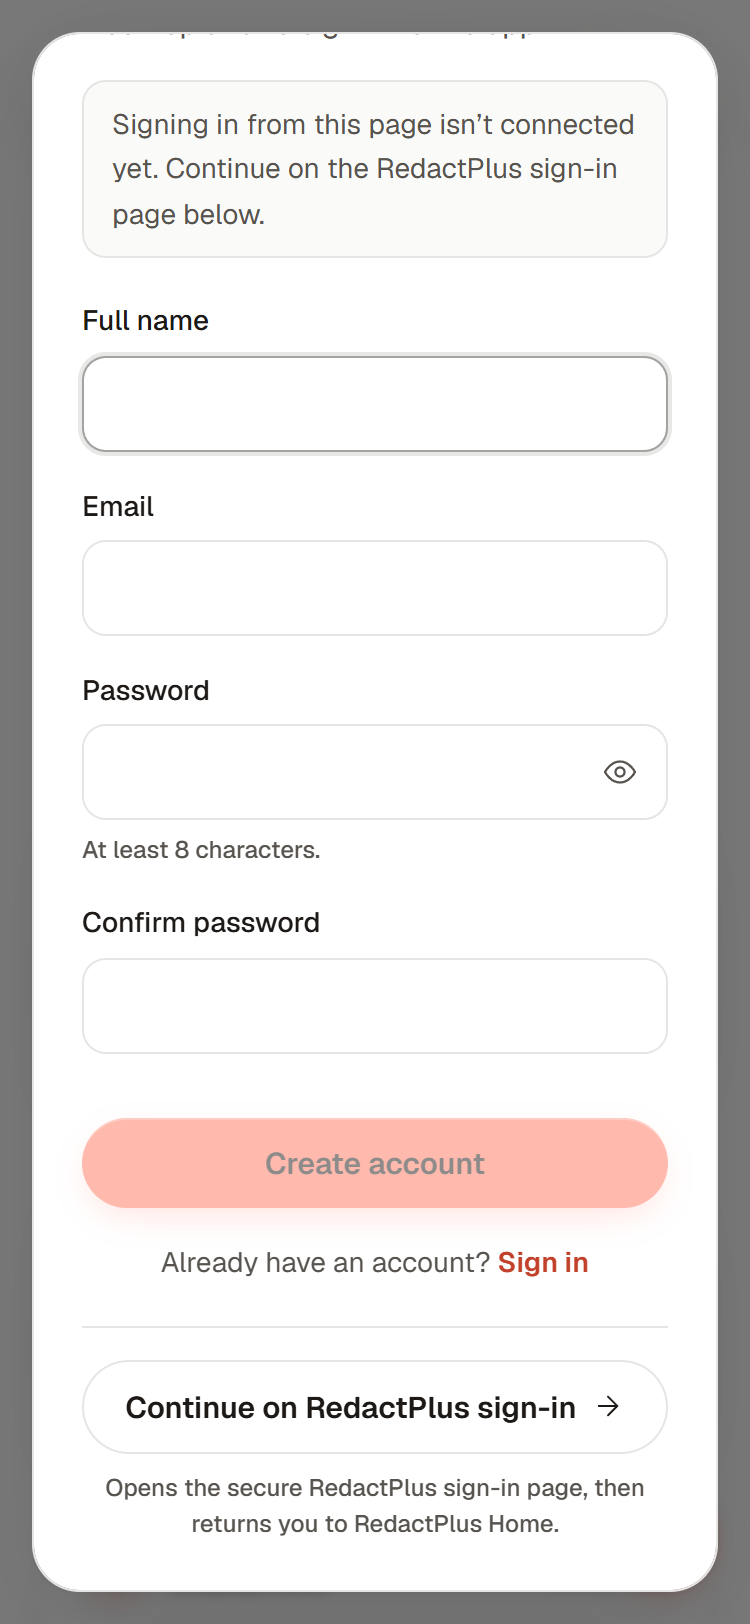 Signing in from this page isn’t connected
yet. Continue on the RedactPlus sign-in
page below.
Full name
Email
Password
At least 8 characters.
Confirm password
Create account
Already have an account? Sign in
Continue on RedactPlus sign-in →
Opens the secure RedactPlus sign-in page, then
returns you to RedactPlus Home.